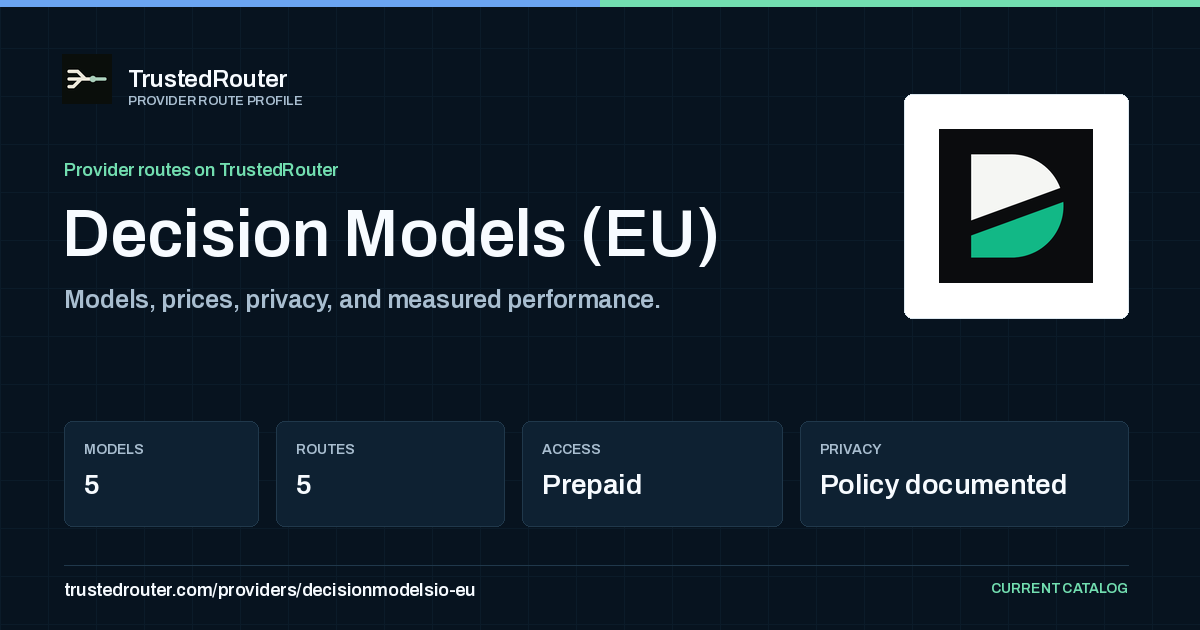 TrustedRouter
PROVIDER ROUTE PROFILE
Provider routes on TrustedRouter
Decision Models (EU)
Models, prices, privacy, and measured performance.
MODELS
5
ROUTES
5
ACCESS
Prepaid
PRIVACY
Policy documented
trustedrouter.com/providers/decisionmodelsio-eu
CURRENT CATALOG